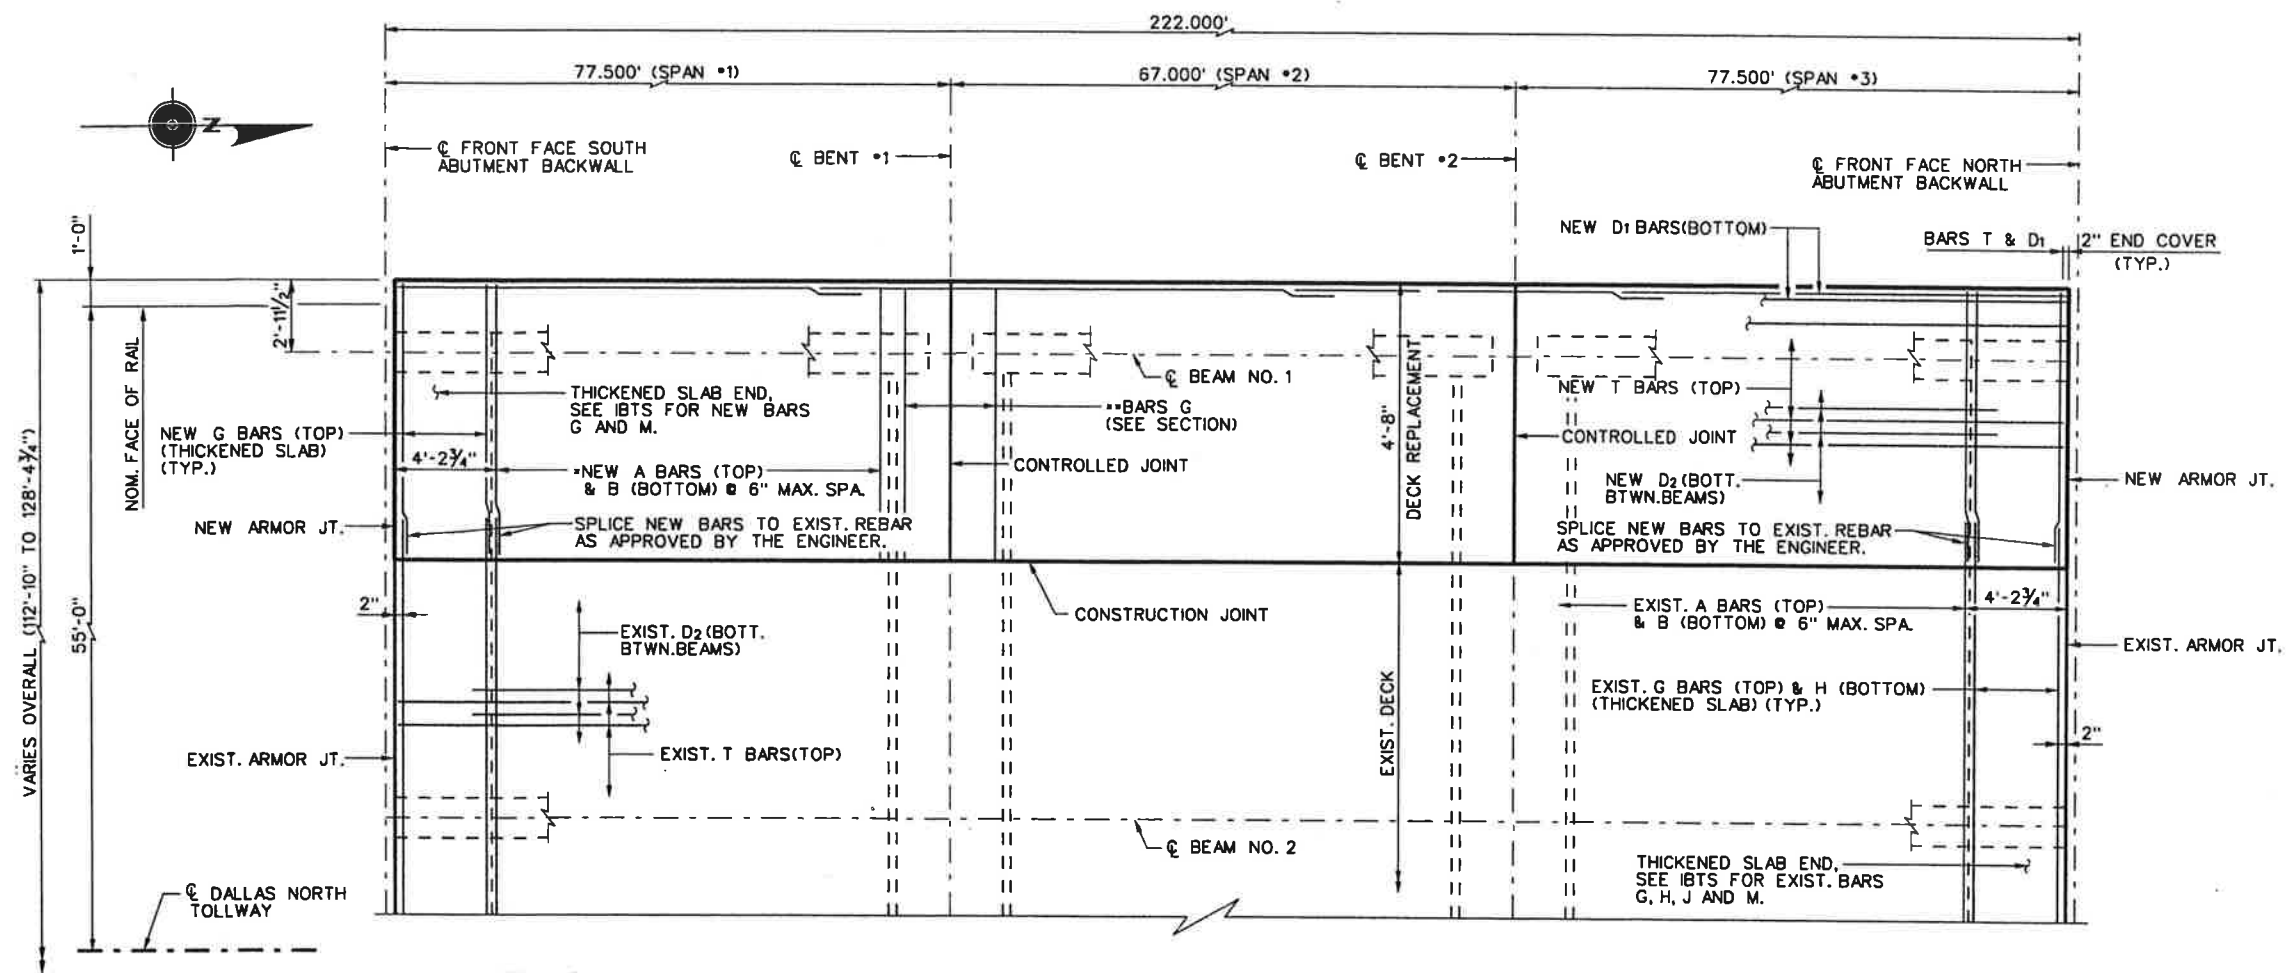 222.000'
77.500' (SPAN •1)
67.000' (SPAN •2)
77.500' (SPAN •3)
N
℄ FRONT FACE SOUTH
ABUTMENT BACKWALL
℄ BENT •1
℄ BENT •2
℄ FRONT FACE NORTH
ABUTMENT BACKWALL
1'-0"
NEW D1 BARS(BOTTOM)
BARS T & D1
2" END COVER
(TYP.)
2'-11½"
NOM. FACE OF RAIL
VARIES OVERALL (112'-10" TO 128'-4¾")
55'-0"
℄ BEAM NO. 1
THICKENED SLAB END,
SEE IBTS FOR NEW BARS
G AND M.
NEW G BARS (TOP)
(THICKENED SLAB)
(TYP.)
4'-2¾"
••BARS G
(SEE SECTION)
4'-8"
DECK REPLACEMENT
NEW T BARS (TOP)
CONTROLLED JOINT
CONTROLLED JOINT
•NEW A BARS (TOP)
& B (BOTTOM) @ 6" MAX. SPA.
NEW D2 (BOTT.
BTWN.BEAMS)
NEW ARMOR JT.
NEW ARMOR JT.
SPLICE NEW BARS TO EXIST. REBAR
AS APPROVED BY THE ENGINEER.
SPLICE NEW BARS TO EXIST. REBAR
AS APPROVED BY THE ENGINEER.
2"
CONSTRUCTION JOINT
EXIST. A BARS (TOP)
& B (BOTTOM) @ 6" MAX. SPA.
4'-2¾"
EXIST. D2 (BOTT.
BTWN.BEAMS)
EXIST. ARMOR JT.
EXIST. DECK
EXIST. G BARS (TOP) & H (BOTTOM)
(THICKENED SLAB) (TYP.)
EXIST. ARMOR JT.
EXIST. T BARS(TOP)
2"
℄ BEAM NO. 2
THICKENED SLAB END,
SEE IBTS FOR EXIST. BARS
G, H, J AND M.
℄ DALLAS NORTH
TOLLWAY